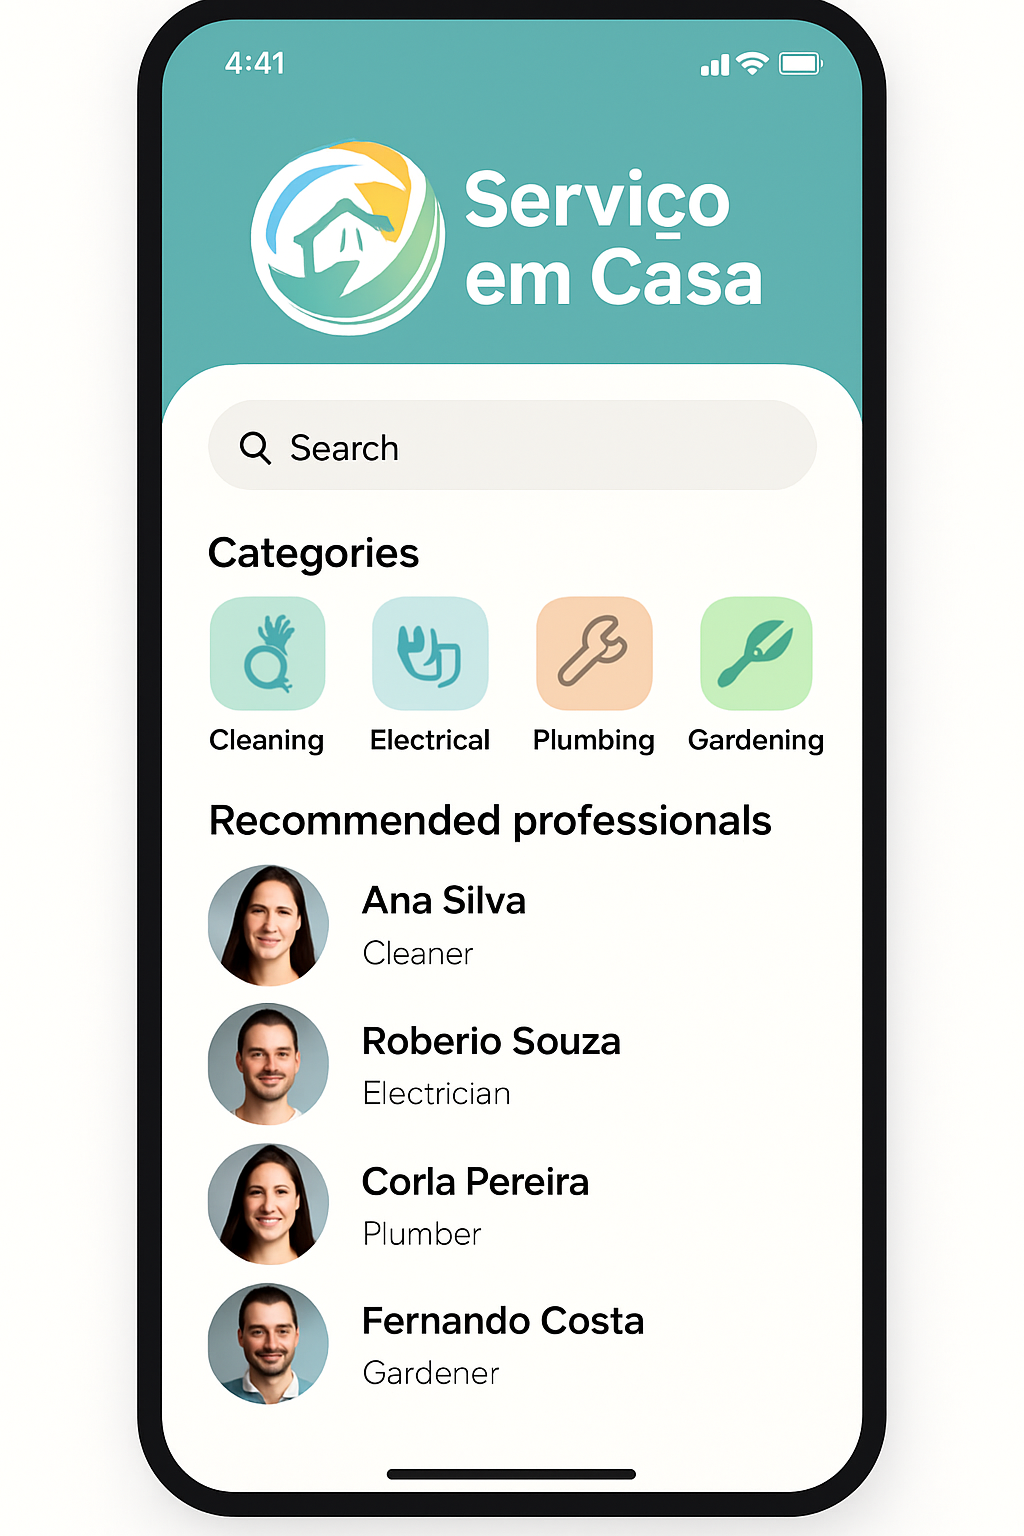 4:41
Serviço
em Casa
Search
Categories
Cleaning Electrical Plumbing Gardening
Recommended professionals
Ana Silva
Cleaner
Roberio Souza
Electrician
Corla Pereira
Plumber
Fernando Costa
Gardener